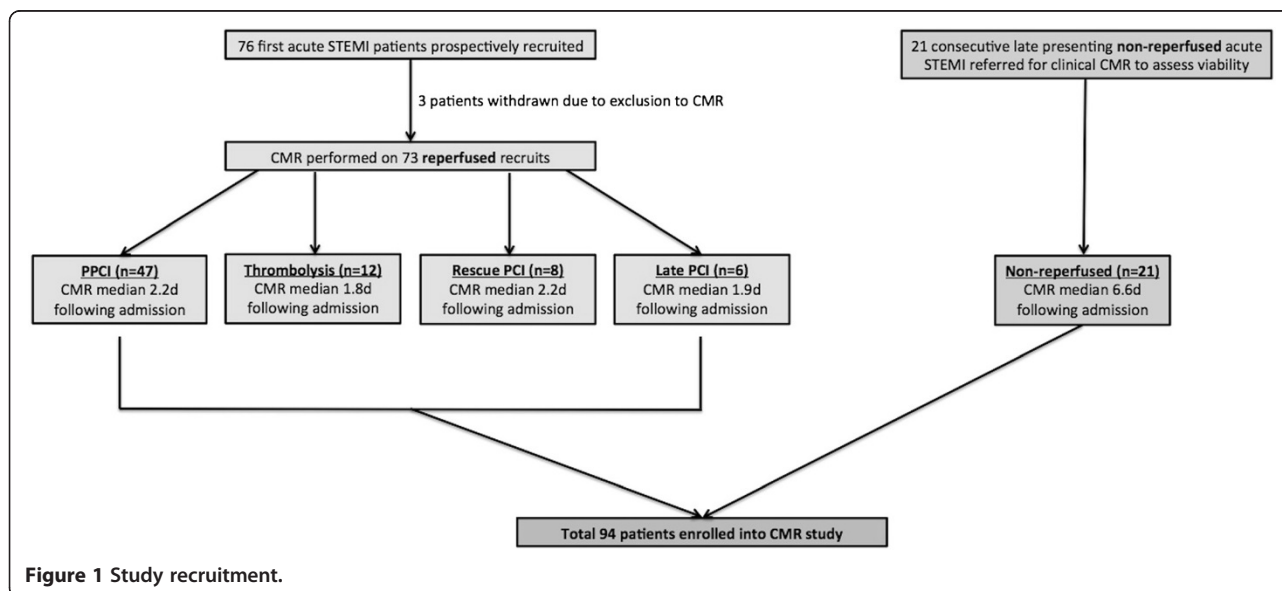 76 first acute STEMI patients prospectively recruited
21 consecutive late presenting non-reperfused acute
STEMI referred for clinical CMR to assess viability
3 patients withdrawn due to exclusion to CMR
CMR performed on 73 reperfused recruits
PPCI (n=47)
CMR median 2.2d
following admission
Thrombolysis (n=12)
CMR median 1.8d
following admission
Rescue PCI (n=8)
CMR median 2.2d
following admission
Late PCI (n=6)
CMR median 1.9d
following admission
Non-reperfused (n=21)
CMR median 6.6d
following admission
Total 94 patients enrolled into CMR study
Figure 1 Study recruitment.